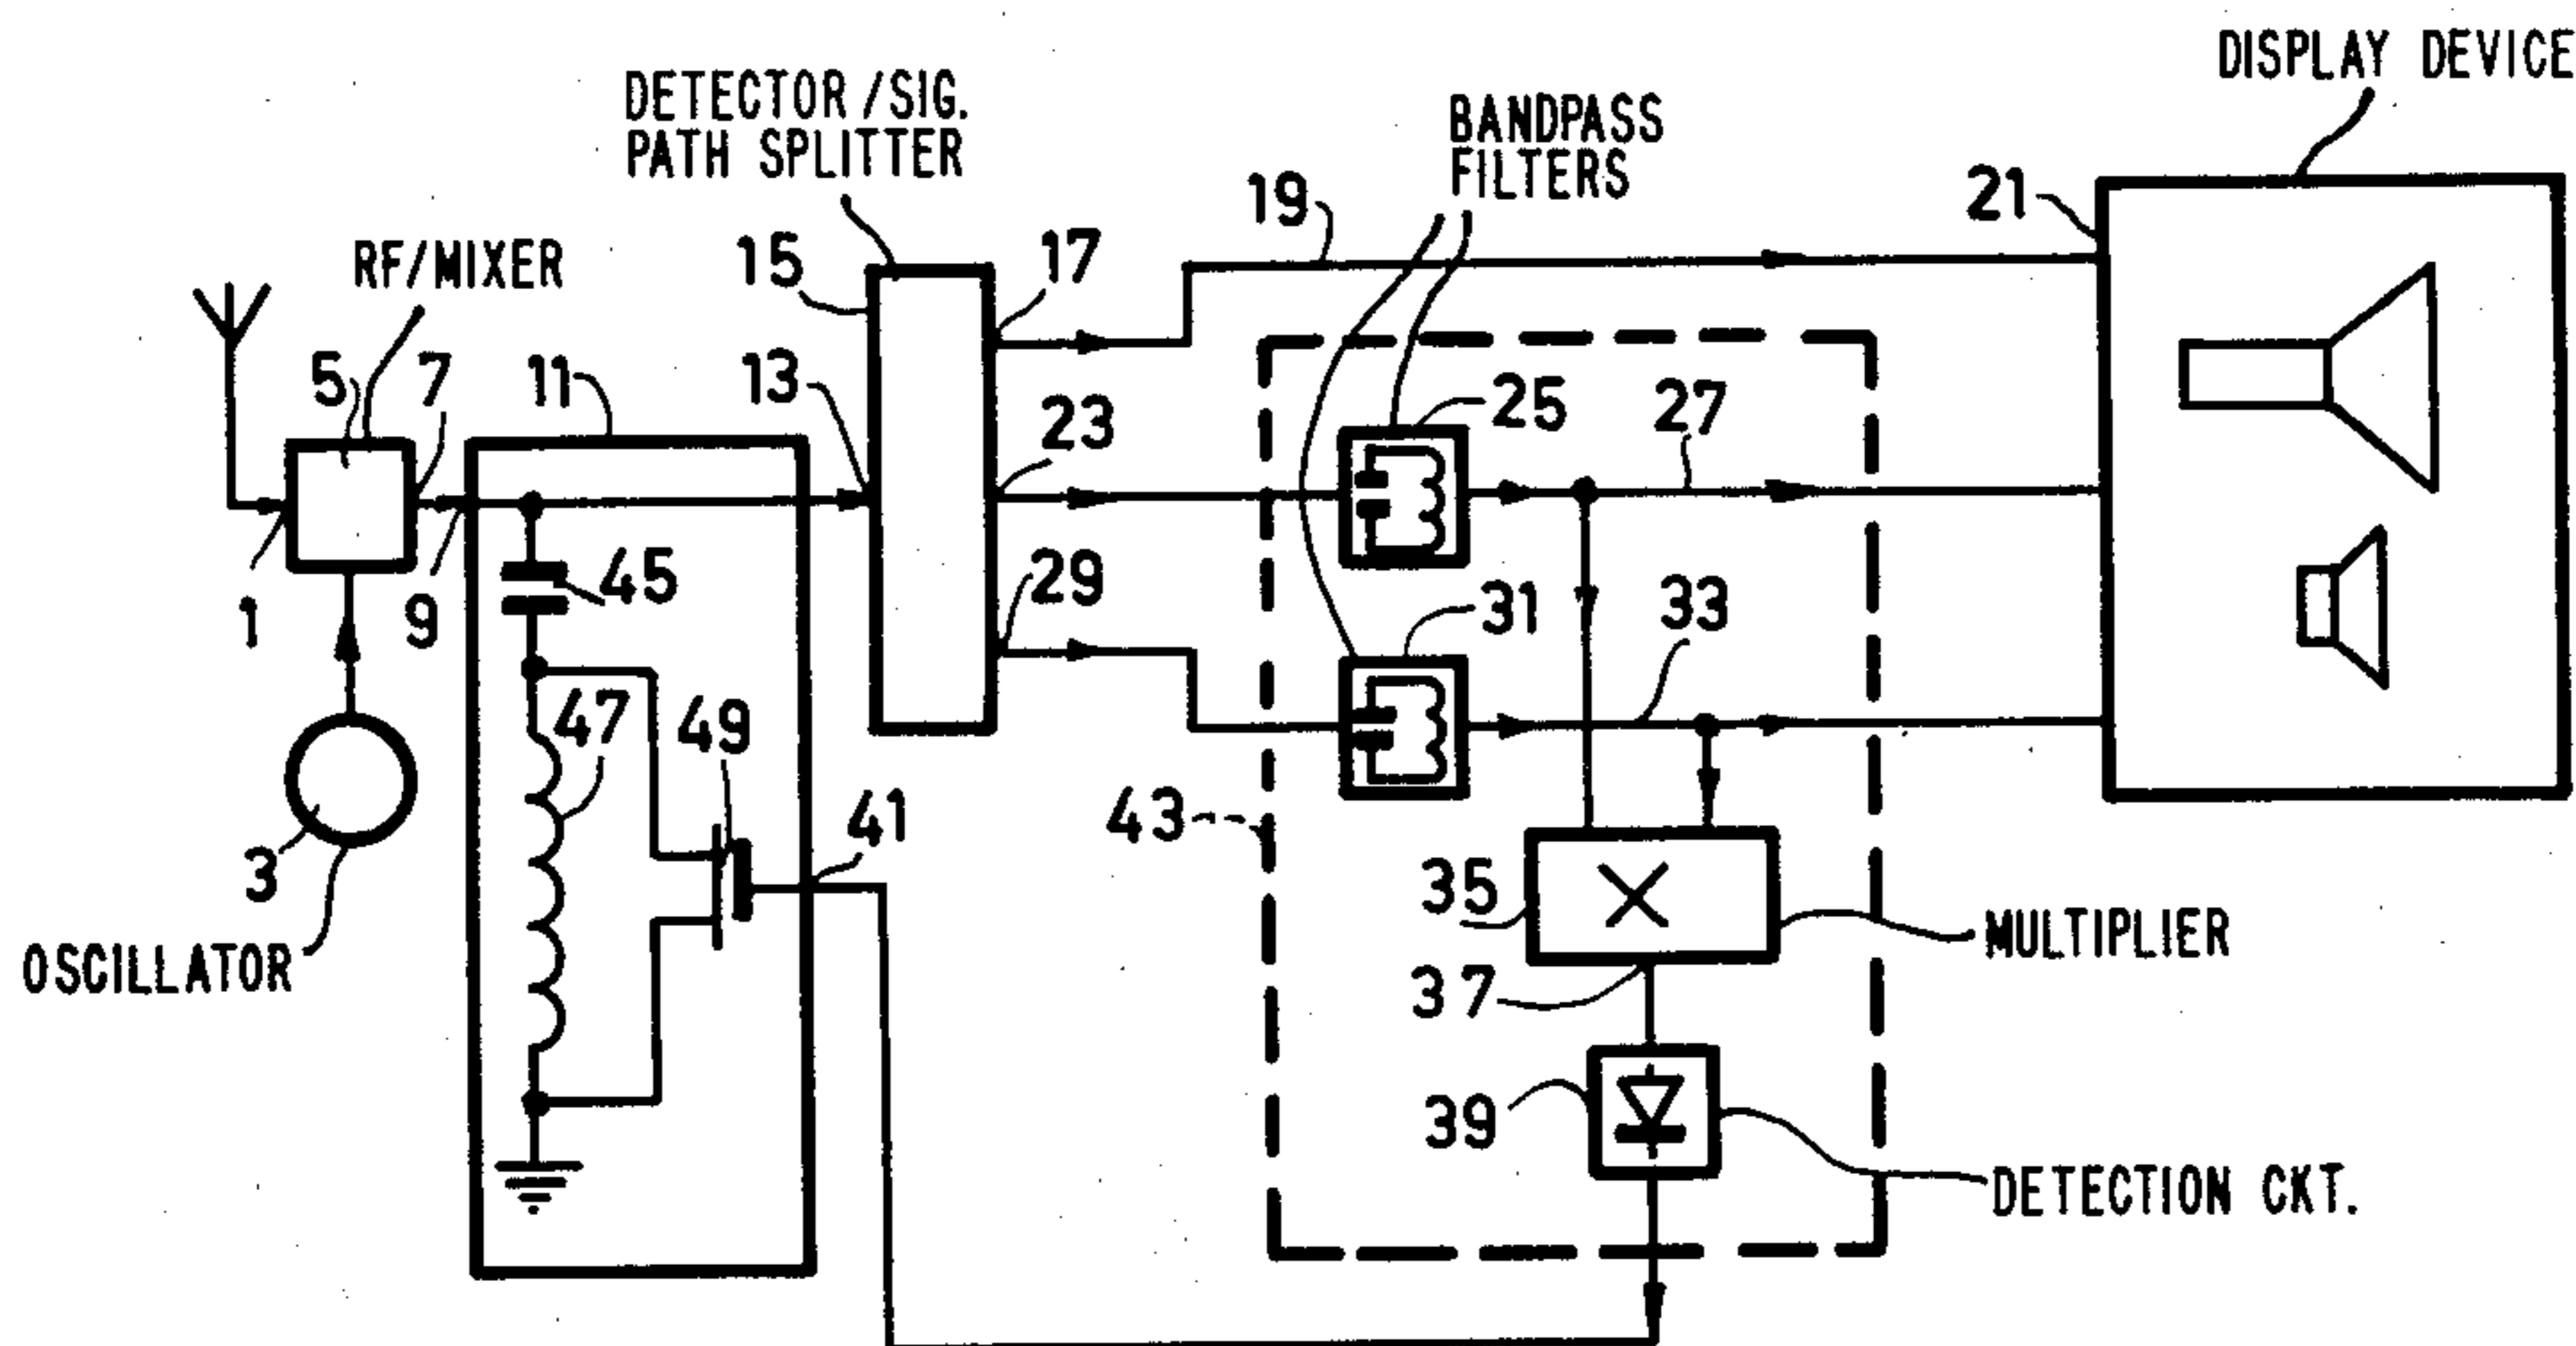 DISPLAY DEVICE
DETECTOR/SIG.
PATH SPLITTER
BANDPASS
FILTERS
RF/MIXER
15
17
19
21
5
7
11
13
23
25
27
1
9
45
29
31
33
47
49
41
43
3
35
MULTIPLIER
OSCILLATOR
37
39
DETECTION CKT.